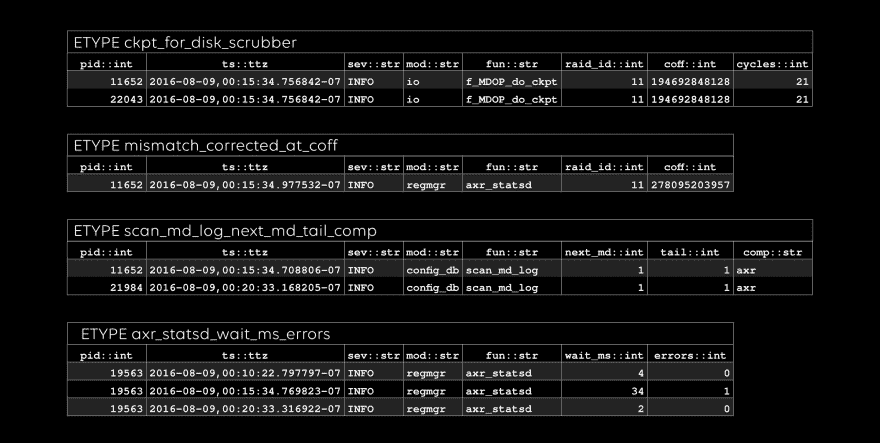 ETYPE ckpt_for_disk_scrubber
pid::int ts::ttz sev::str mod::str fun::str raid_id::int coff::int cycles::int
11652 2016-08-09,00:15:34.756842-07 INFO io f_MDOP_do_ckpt 11 194692848128 21
22043 2016-08-09,00:15:34.756842-07 INFO io f_MDOP_do_ckpt 11 194692848128 21
ETYPE mismatch_corrected_at_coff
pid::int ts::ttz sev::str mod::str fun::str raid_id::int coff::int
11652 2016-08-09,00:15:34.977532-07 INFO regmgr axr_statsd 11 278095203957
ETYPE scan_md_log_next_md_tail_comp
pid::int ts::ttz sev::str mod::str fun::str next_md::int tail::int comp::str
11652 2016-08-09,00:15:34.708806-07 INFO config_db scan_md_log 1 1 axr
21984 2016-08-09,00:20:33.168205-07 INFO config_db scan_md_log 1 1 axr
ETYPE axr_statsd_wait_ms_errors
pid::int ts::ttz sev::str mod::str fun::str wait_ms::int errors::int
19563 2016-08-09,00:10:22.797797-07 INFO regmgr axr_statsd 4 0
19563 2016-08-09,00:15:34.769823-07 INFO regmgr axr_statsd 34 1
19563 2016-08-09,00:20:33.316922-07 INFO regmgr axr_statsd 2 0